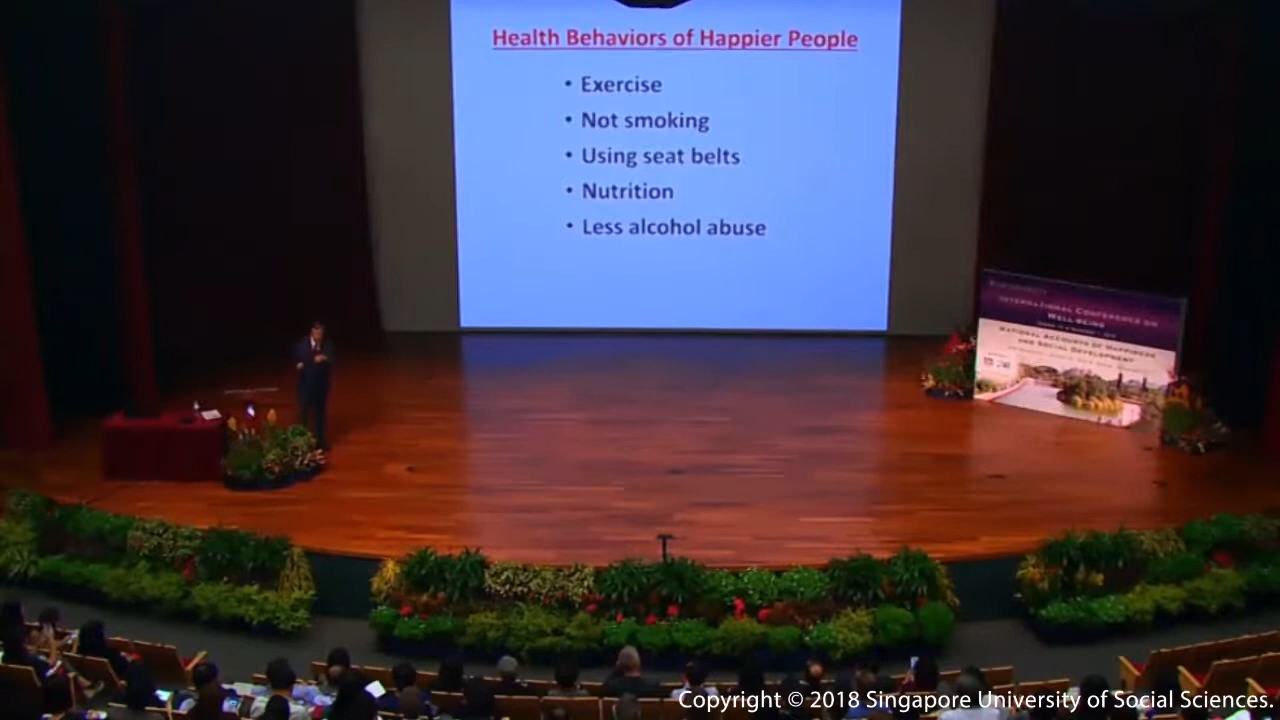 Health Behaviors of Happier People
• Exercise
• Not smoking
• Using seat belts
• Nutrition
• Less alcohol abuse
International Conference on
Well-being
National Accounts of Happiness
and Social Development
Copyright © 2018 Singapore University of Social Sciences.